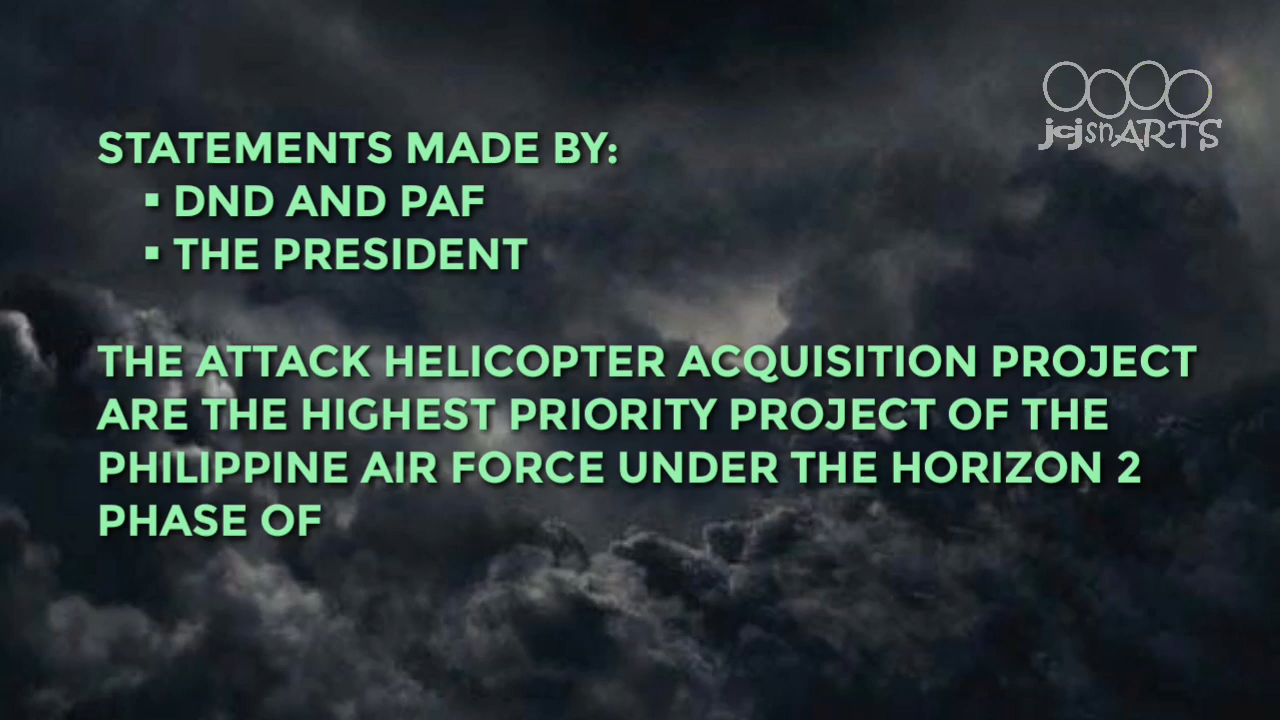 jcjsnARTS
STATEMENTS MADE BY:
▪ DND AND PAF
▪ THE PRESIDENT
THE ATTACK HELICOPTER ACQUISITION PROJECT
ARE THE HIGHEST PRIORITY PROJECT OF THE
PHILIPPINE AIR FORCE UNDER THE HORIZON 2
PHASE OF